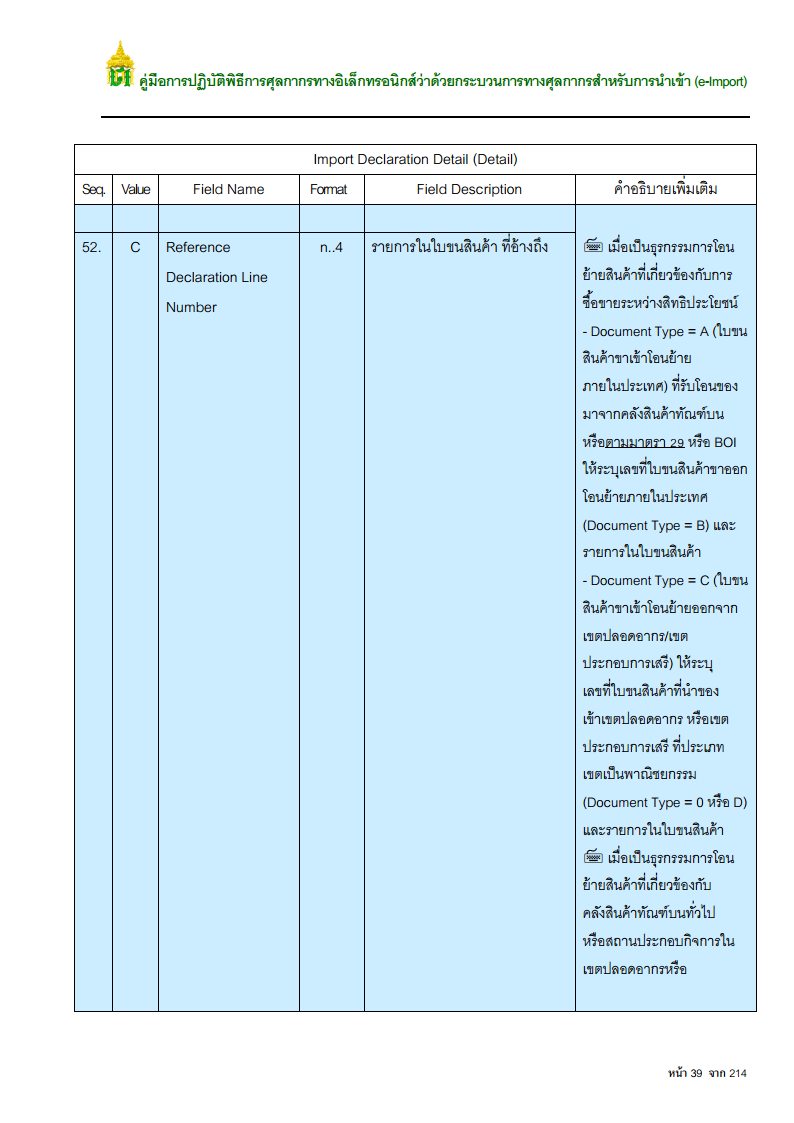 คู่มือการปฏิบัติพิธีการศุลกากรทางอิเล็กทรอนิกส์ว่าด้วยกระบวนการทางศุลกากรสำหรับการนำเข้า (e-Import)
Import Declaration Detail (Detail)
Seq. Value Field Name Format Field Description คำอธิบายเพิ่มเติม
52. C Reference Declaration Line Number n..4 รายการในใบขนสินค้า ที่อ้างถึง
เมื่อเป็นธุรกรรมการโอน
ย้ายสินค้าที่เกี่ยวข้องกับการ
ซื้อขายระหว่างสิทธิประโยชน์
- Document Type = A (ใบขน
สินค้าขาเข้าโอนย้าย
ภายในประเทศ) ที่รับโอนของ
มาจากคลังสินค้าทัณฑ์บน
หรือตามมาตรา 29 หรือ BOI
ให้ระบุเลขที่ใบขนสินค้าขาออก
โอนย้ายภายในประเทศ
(Document Type = B) และ
รายการในใบขนสินค้า
- Document Type = C (ใบขน
สินค้าขาเข้าโอนย้ายออกจาก
เขตปลอดอากร/เขต
ประกอบการเสรี) ให้ระบุ
เลขที่ใบขนสินค้าที่นำของ
เข้าเขตปลอดอากร หรือเขต
ประกอบการเสรี ที่ประเภท
เขตเป็นพาณิชยกรรม
(Document Type = 0 หรือ D)
และรายการในใบขนสินค้า
เมื่อเป็นธุรกรรมการโอน
ย้ายสินค้าที่เกี่ยวข้องกับ
คลังสินค้าทัณฑ์บนทั่วไป
หรือสถานประกอบกิจการใน
เขตปลอดอากรหรือ
หน้า 39 จาก 214